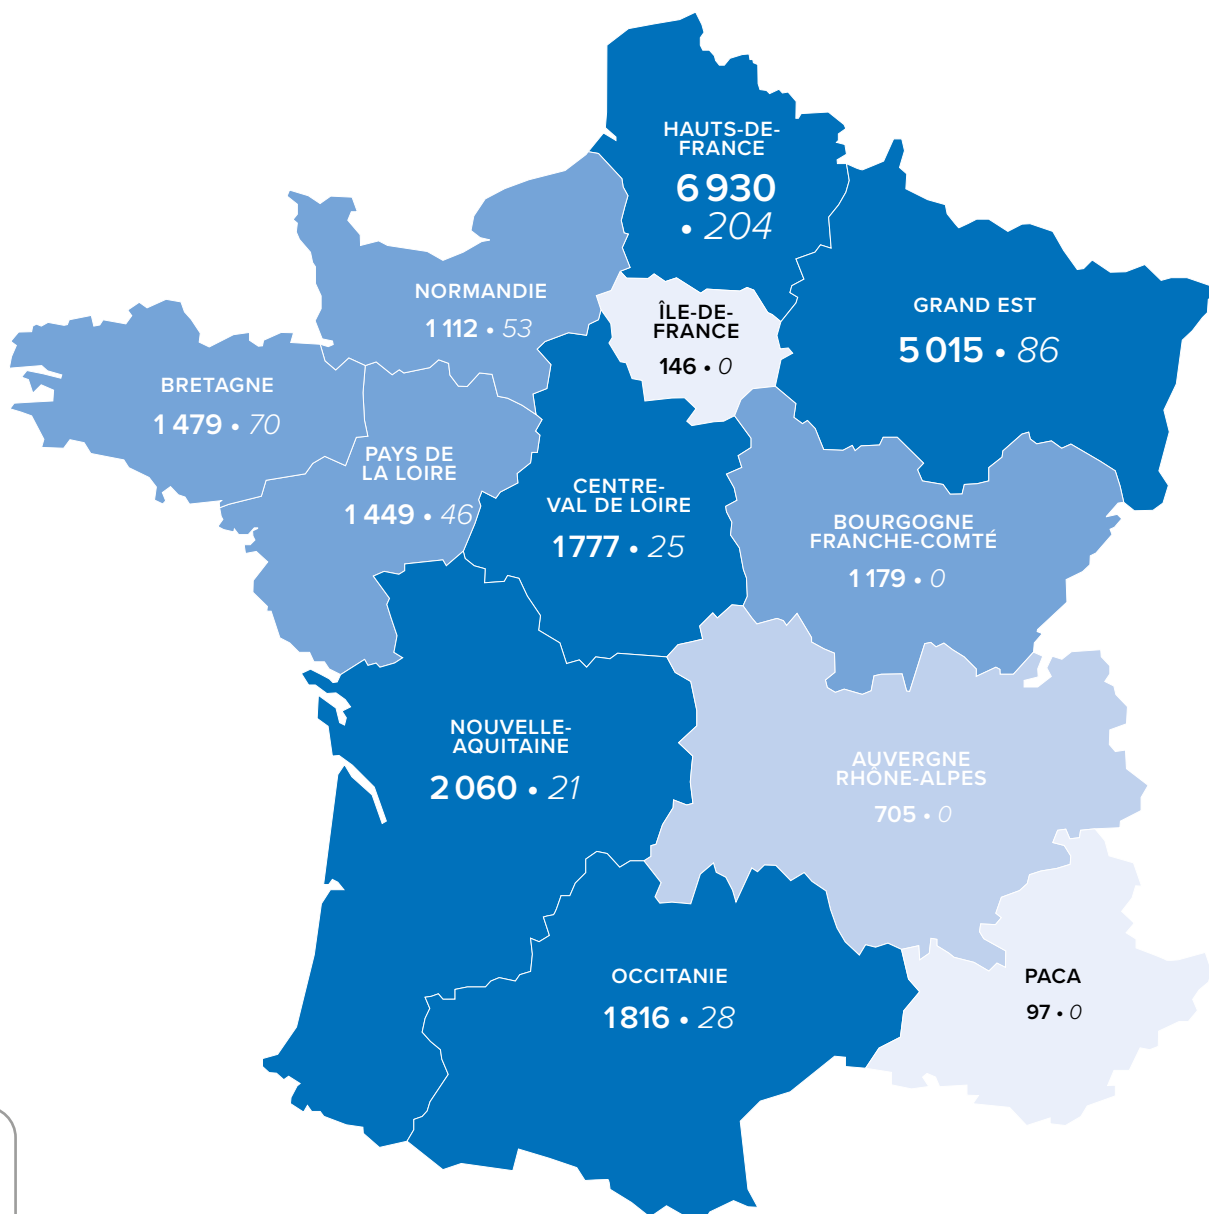 HAUTS-DE-
FRANCE
6 930
• 204
NORMANDIE
1 112 • 53
ÎLE-DE-
FRANCE
146 • 0
GRAND EST
5 015 • 86
BRETAGNE
1 479 • 70
PAYS DE
LA LOIRE
1 449 • 46
CENTRE-
VAL DE LOIRE
1 777 • 25
BOURGOGNE
FRANCHE-COMTÉ
1 179 • 0
NOUVELLE-
AQUITAINE
2 060 • 21
AUVERGNE
RHÔNE-ALPES
705 • 0
OCCITANIE
1 816 • 28
PACA
97 • 0